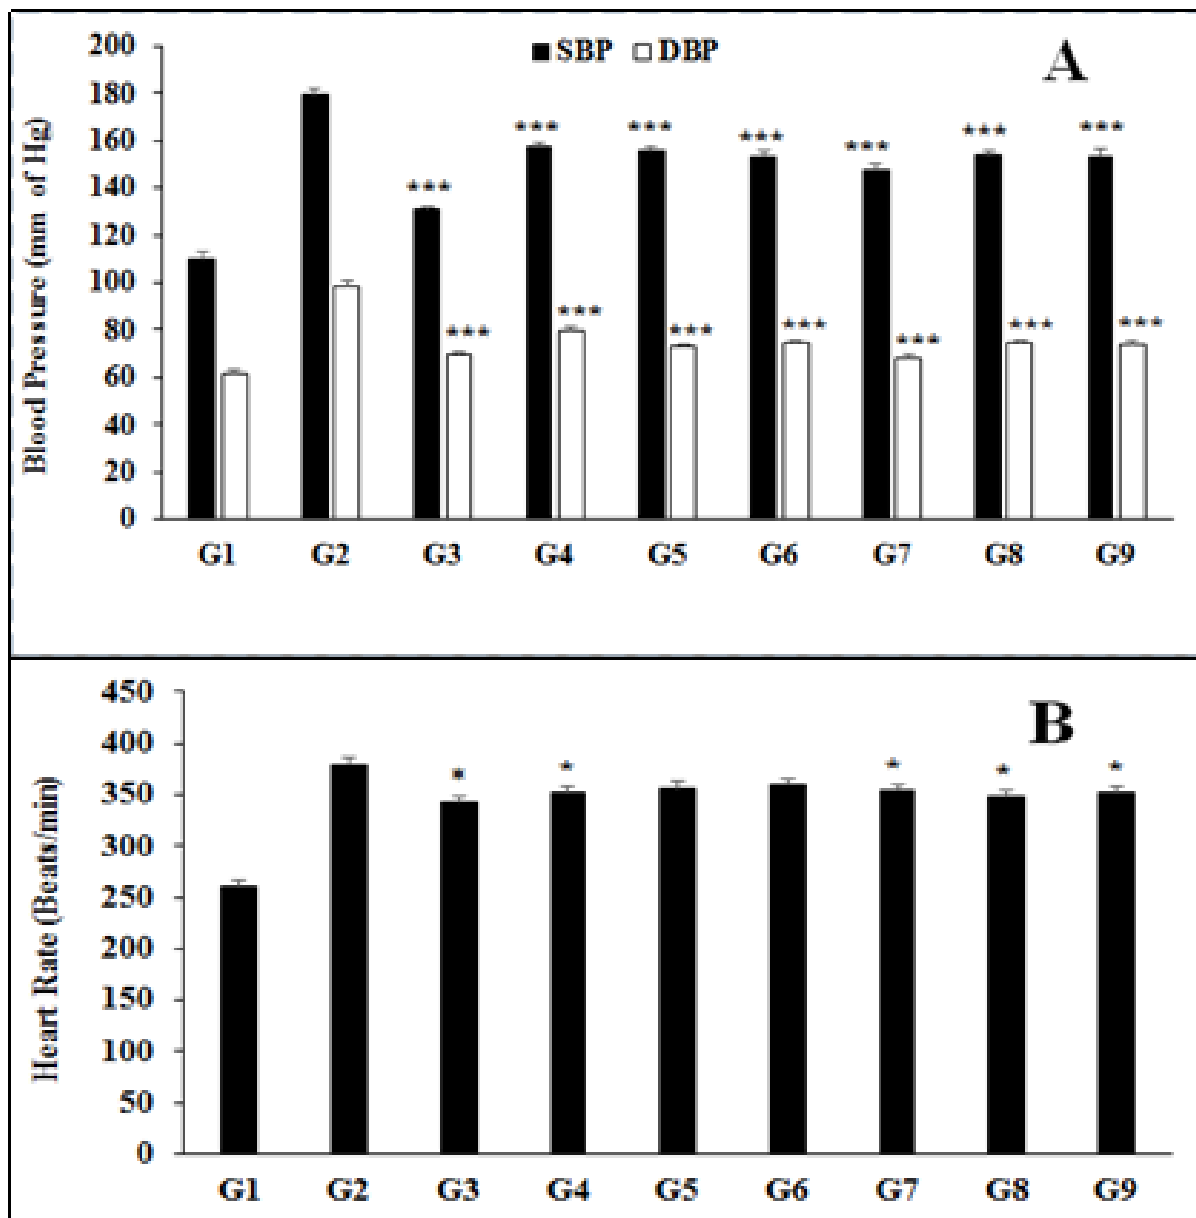 SBP DBP
A
Blood Pressure (mm of Hg)
200
180
160
140
120
100
80
60
40
20
0
*** *** *** *** *** *** ***
*** *** *** *** *** *** ***
G1 G2 G3 G4 G5 G6 G7 G8 G9
B
Heart Rate (Beats/min)
450
400
350
300
250
200
150
100
50
0
* * * * *
G1 G2 G3 G4 G5 G6 G7 G8 G9